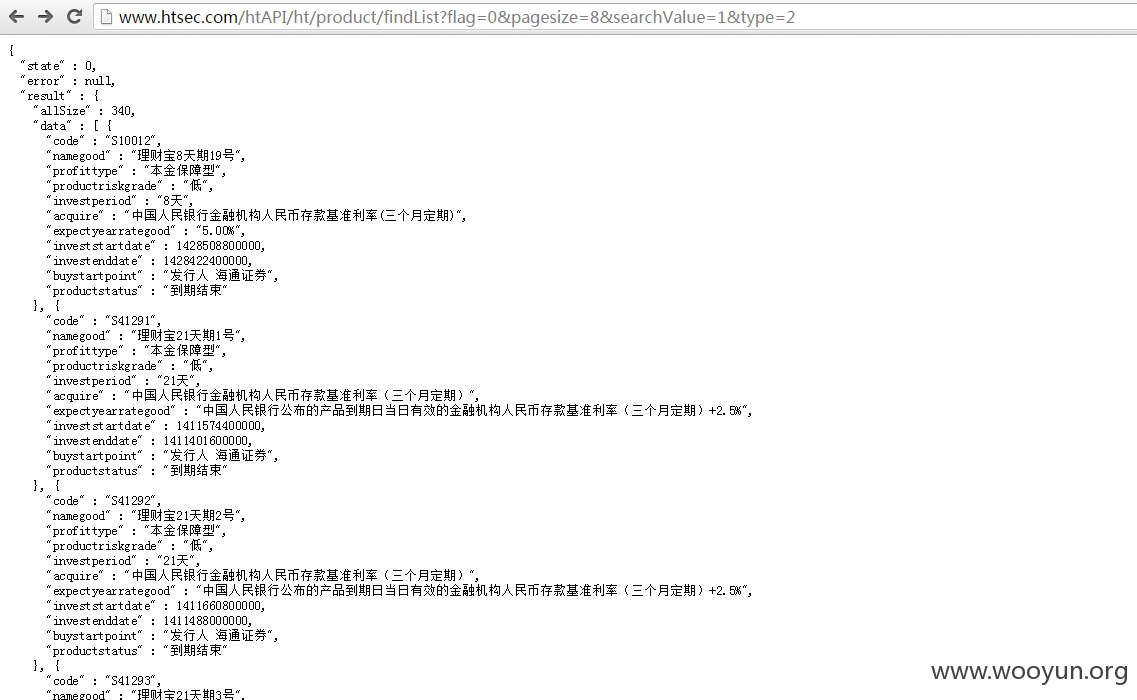 www.htsec.com/htAPI/ht/product/findList?flag=0&pagesize=8&searchValue=1&type=2
{
"state" : 0,
"error" : null,
"result" : {
"allSize" : 340,
"data" : [ {
"code" : "S10012",
"namegood" : "理财宝8天期19号",
"profittype" : "本金保障型",
"productriskgrade" : "低",
"investperiod" : "8天",
"acquire" : "中国人民银行金融机构人民币存款基准利率(三个月定期)",
"expectyearrategood" : "5.00%",
"investstartdate" : 1428508800000,
"investenddate" : 1428422400000,
"buystartpoint" : "发行人 海通证券",
"productstatus" : "到期结束"
}, {
"code" : "S41291",
"namegood" : "理财宝21天期1号",
"profittype" : "本金保障型",
"productriskgrade" : "低",
"investperiod" : "21天",
"acquire" : "中国人民银行金融机构人民币存款基准利率（三个月定期）",
"expectyearrategood" : "中国人民银行公布的产品到期日当日有效的金融机构人民币存款基准利率（三个月定期）+2.5%",
"investstartdate" : 1411574400000,
"investenddate" : 1411401600000,
"buystartpoint" : "发行人 海通证券",
"productstatus" : "到期结束"
}, {
"code" : "S41292",
"namegood" : "理财宝21天期2号",
"profittype" : "本金保障型",
"productriskgrade" : "低",
"investperiod" : "21天",
"acquire" : "中国人民银行金融机构人民币存款基准利率（三个月定期）",
"expectyearrategood" : "中国人民银行公布的产品到期日当日有效的金融机构人民币存款基准利率（三个月定期）+2.5%",
"investstartdate" : 1411660800000,
"investenddate" : 1411488000000,
"buystartpoint" : "发行人 海通证券",
"productstatus" : "到期结束"
}, {
"code" : "S41293",
"namegood" : "理财宝21天期3号",
www.wooyun.org